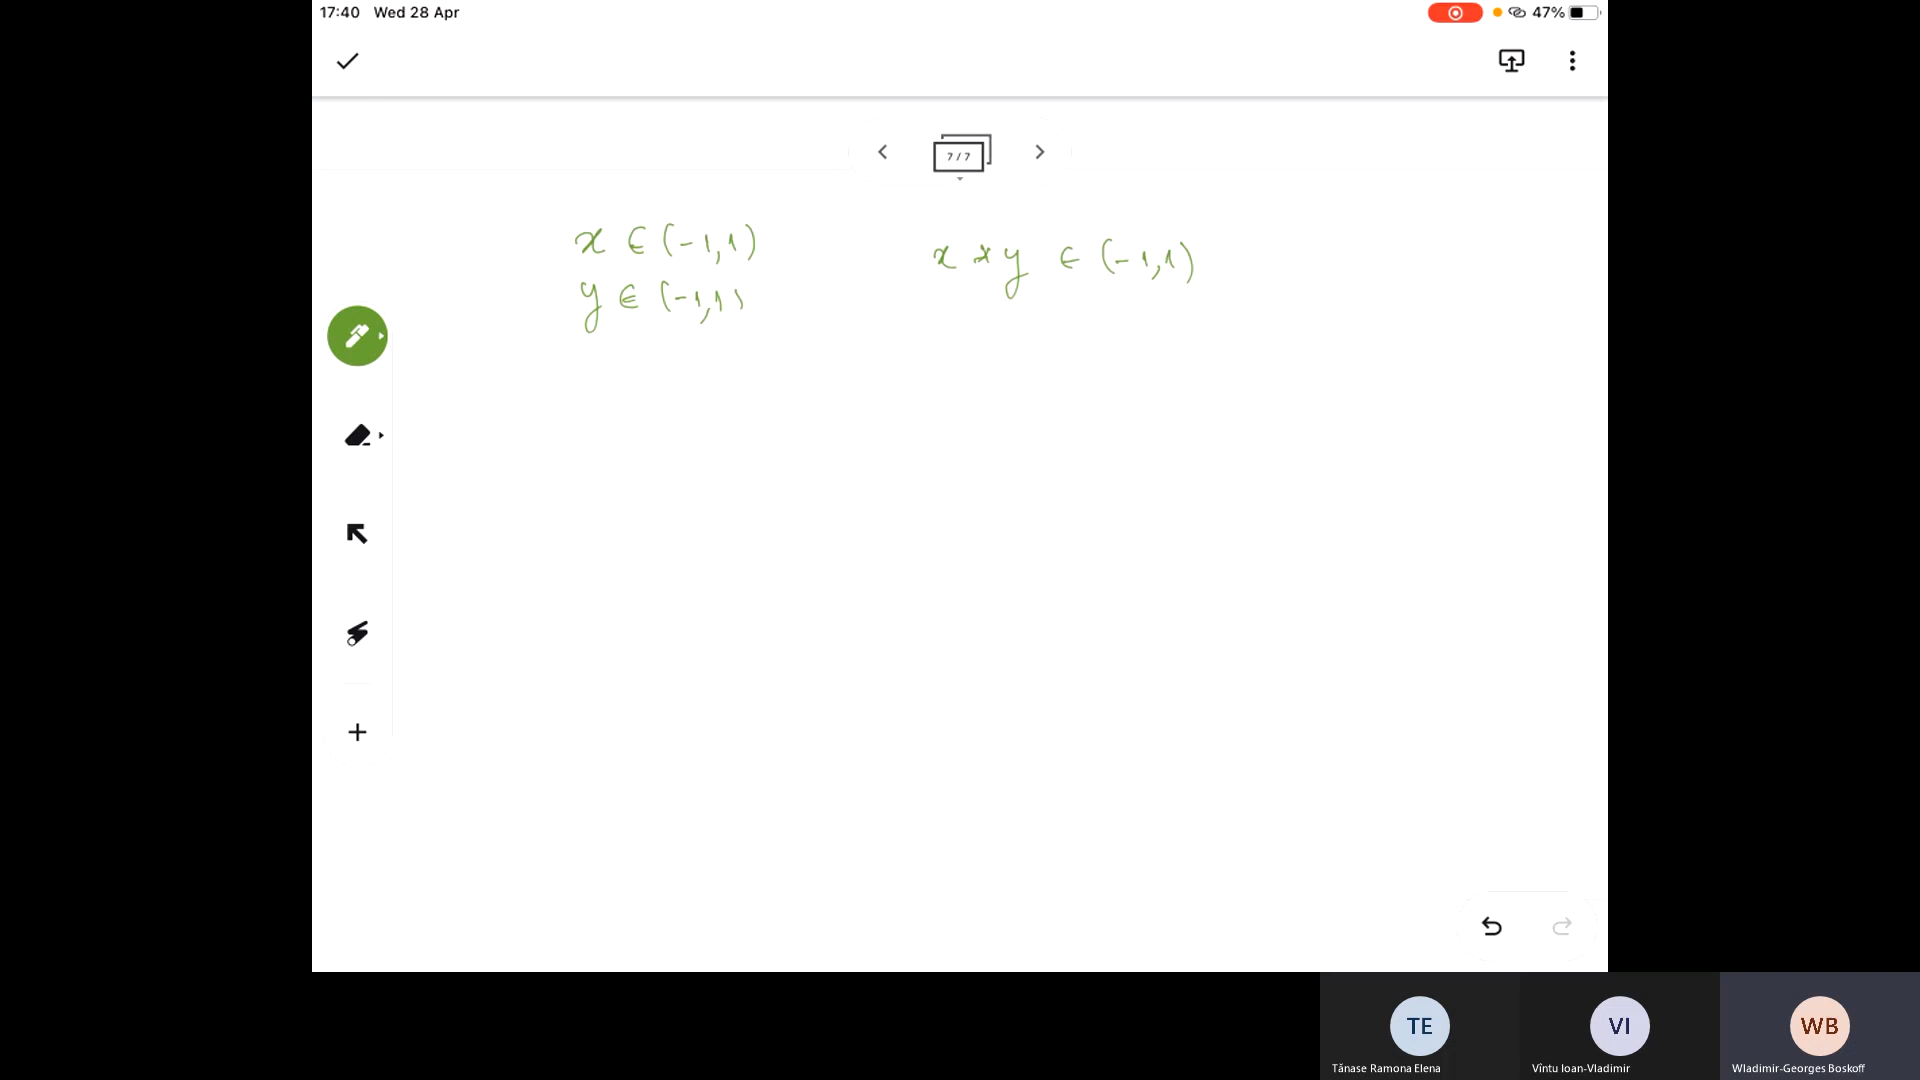 17:40 Wed 28 Apr
47%
7 / 7
x ∈ (-1,1)
y ∈ (-1,1)
x * y ∈ (-1,1)
TE
VI
WB
Tănase Ramona Elena
Vîntu Ioan-Vladimir
Wladimir-Georges Boskoff